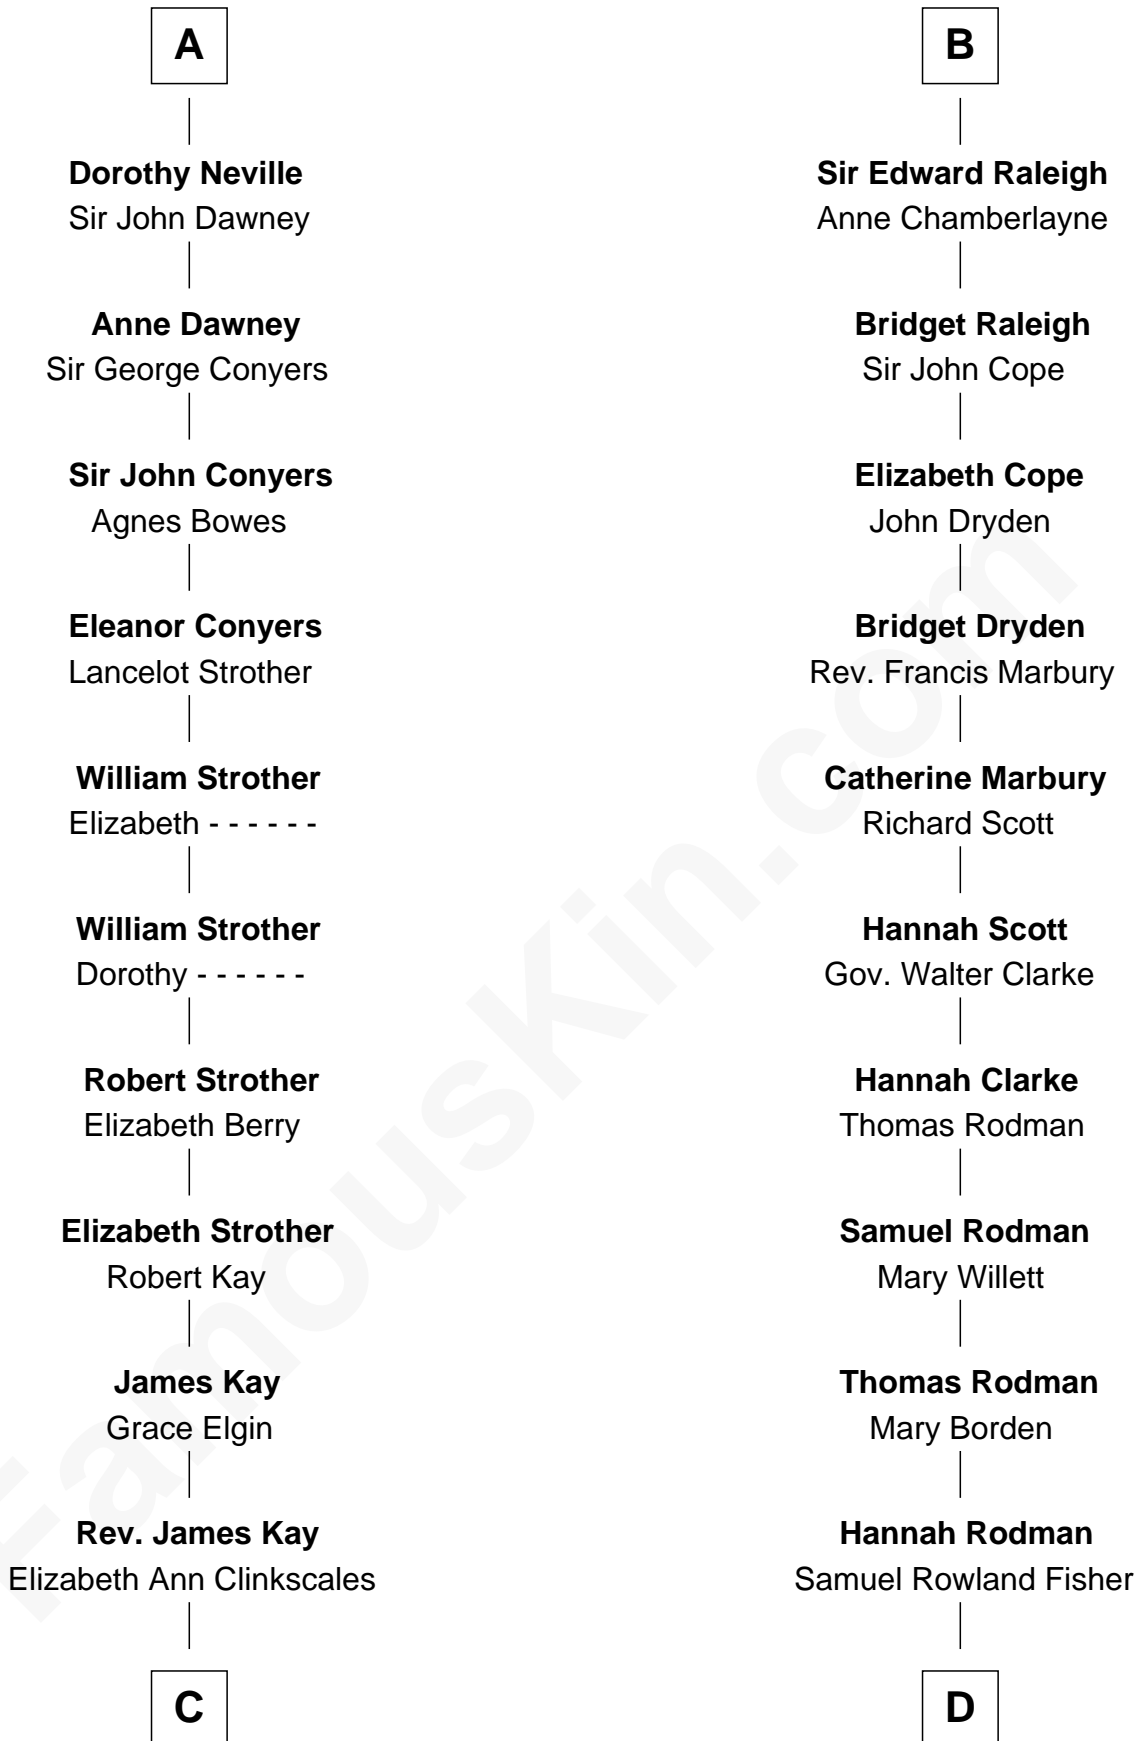 A
Dorothy Neville
Sir John Dawney
Anne Dawney
Sir George Conyers
Sir John Conyers
Agnes Bowes
Eleanor Conyers
Lancelot Strother
William Strother
Elizabeth - - - - - -
William Strother
Dorothy - - - - - -
Robert Strother
Elizabeth Berry
Elizabeth Strother
Robert Kay
James Kay
Grace Elgin
Rev. James Kay
Elizabeth Ann Clinkscales
C
B
Sir Edward Raleigh
Anne Chamberlayne
Bridget Raleigh
Sir John Cope
Elizabeth Cope
John Dryden
Bridget Dryden
Rev. Francis Marbury
Catherine Marbury
Richard Scott
Hannah Scott
Gov. Walter Clarke
Hannah Clarke
Thomas Rodman
Samuel Rodman
Mary Willett
Thomas Rodman
Mary Borden
Hannah Rodman
Samuel Rowland Fisher
D
FamousKin.com